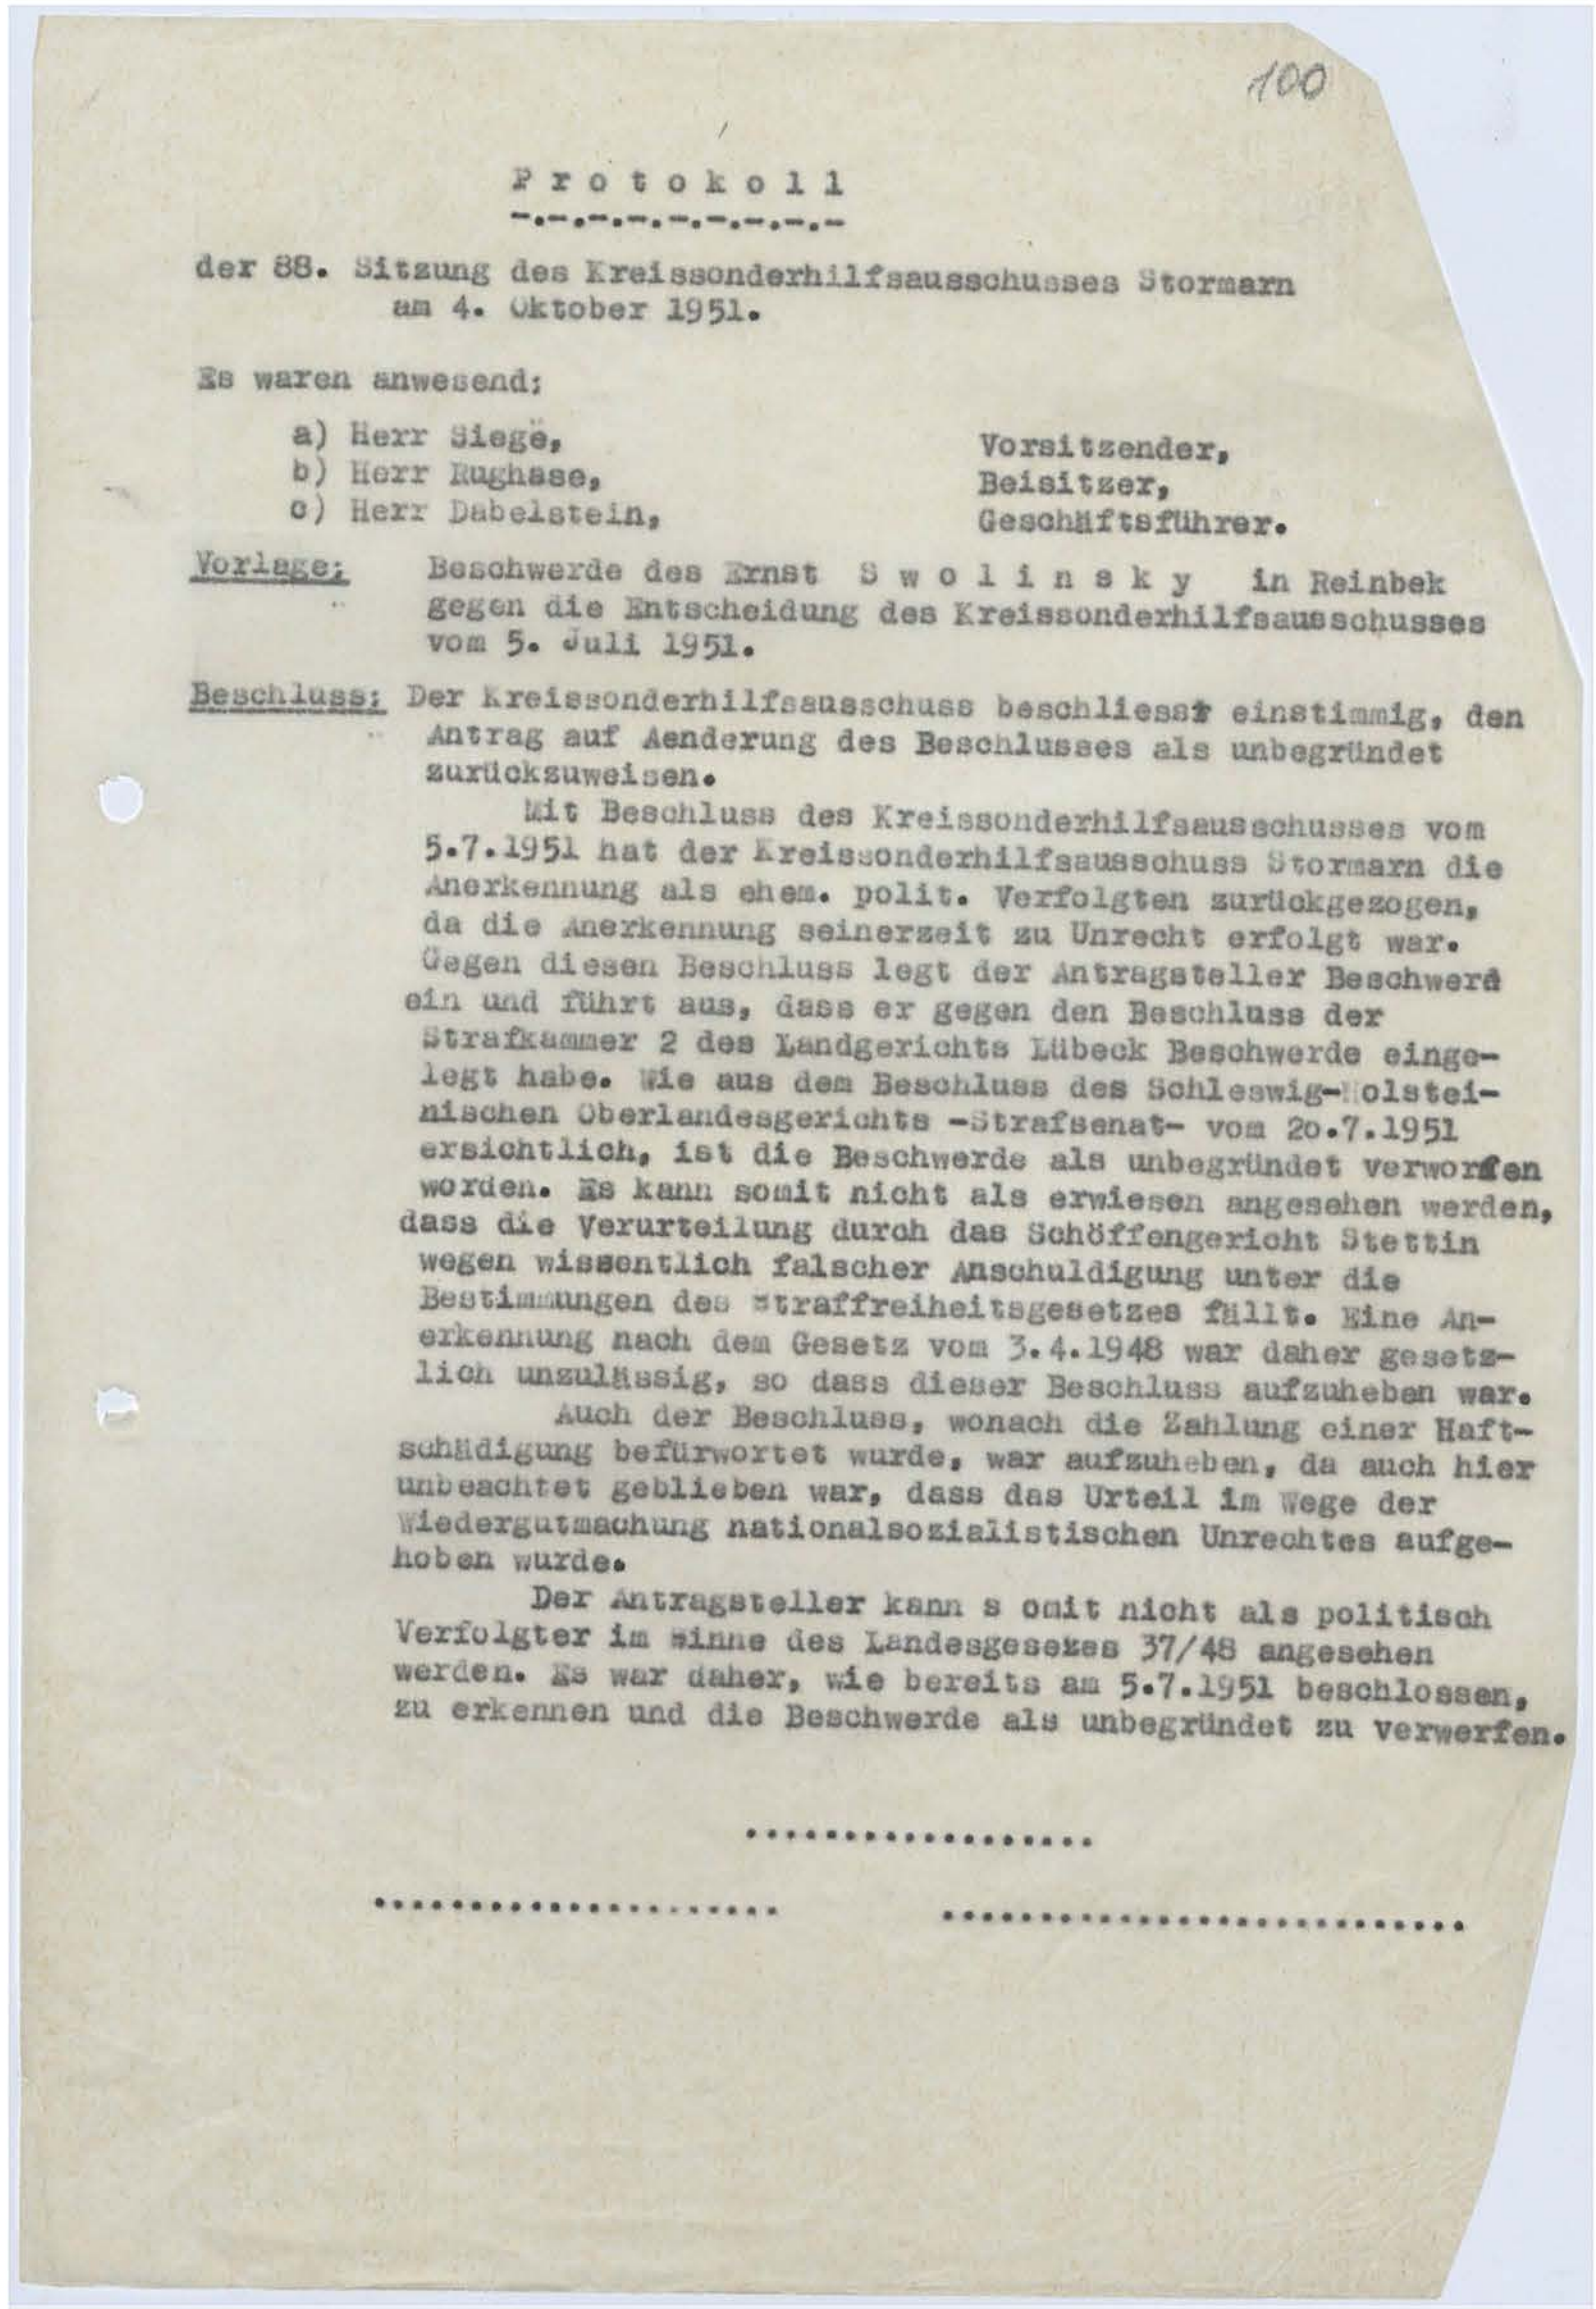 100
P r o t o k o l l
-.-.-.-.-.-.-.-.-
der 88. Sitzung des Kreissonderhilfsausschusses Stormarn
am 4. Oktober 1951.
Es waren anwesend:
a) Herr Siege, Vorsitzender,
b) Herr Rughase, Beisitzer,
c) Herr Dabelstein, Geschäftsführer.
Vorlage: Beschwerde des Ernst S w o l i n s k y in Reinbek
gegen die Entscheidung des Kreissonderhilfsausschusses
vom 5. Juli 1951.
Beschluss: Der Kreissonderhilfsausschuss beschliesst einstimmig, den
Antrag auf Aenderung des Beschlusses als unbegründet
zurückzuweisen.
Mit Beschluss des Kreissonderhilfsausschusses vom
5.7.1951 hat der Kreissonderhilfsausschuss Stormarn die
Anerkennung als ehem. polit. Verfolgten zurückgezogen,
da die Anerkennung seinerzeit zu Unrecht erfolgt war.
Gegen diesen Beschluss legt der Antragsteller Beschwerd
ein und führt aus, dass er gegen den Beschluss der
Strafkammer 2 des Landgerichts Lübeck Beschwerde einge-
legt habe. Wie aus dem Beschluss des Schleswig-Holstei-
nischen Oberlandesgerichts -Strafsenat- vom 20.7.1951
ersichtlich, ist die Beschwerde als unbegründet verworfen
worden. Es kann somit nicht als erwiesen angesehen werden,
dass die Verurteilung durch das Schöffengericht Stettin
wegen wissentlich falscher Anschuldigung unter die
Bestimmungen des Straffreiheitsgesetzes fällt. Eine An-
erkennung nach dem Gesetz vom 3.4.1948 war daher gesetz-
lich unzulässig, so dass dieser Beschluss aufzuheben war.
Auch der Beschluss, wonach die Zahlung einer Haft-
schädigung befürwortet wurde, war aufzuheben, da auch hier
unbeachtet geblieben war, dass das Urteil im Wege der
Wiedergutmachung nationalsozialistischen Unrechtes aufge-
hoben wurde.
Der Antragsteller kann s omit nicht als politisch
Verfolgter im Sinne des Landesgesezes 37/48 angesehen
werden. Es war daher, wie bereits am 5.7.1951 beschlossen,
zu erkennen und die Beschwerde als unbegründet zu verwerfen.
..................
..................... ...........................